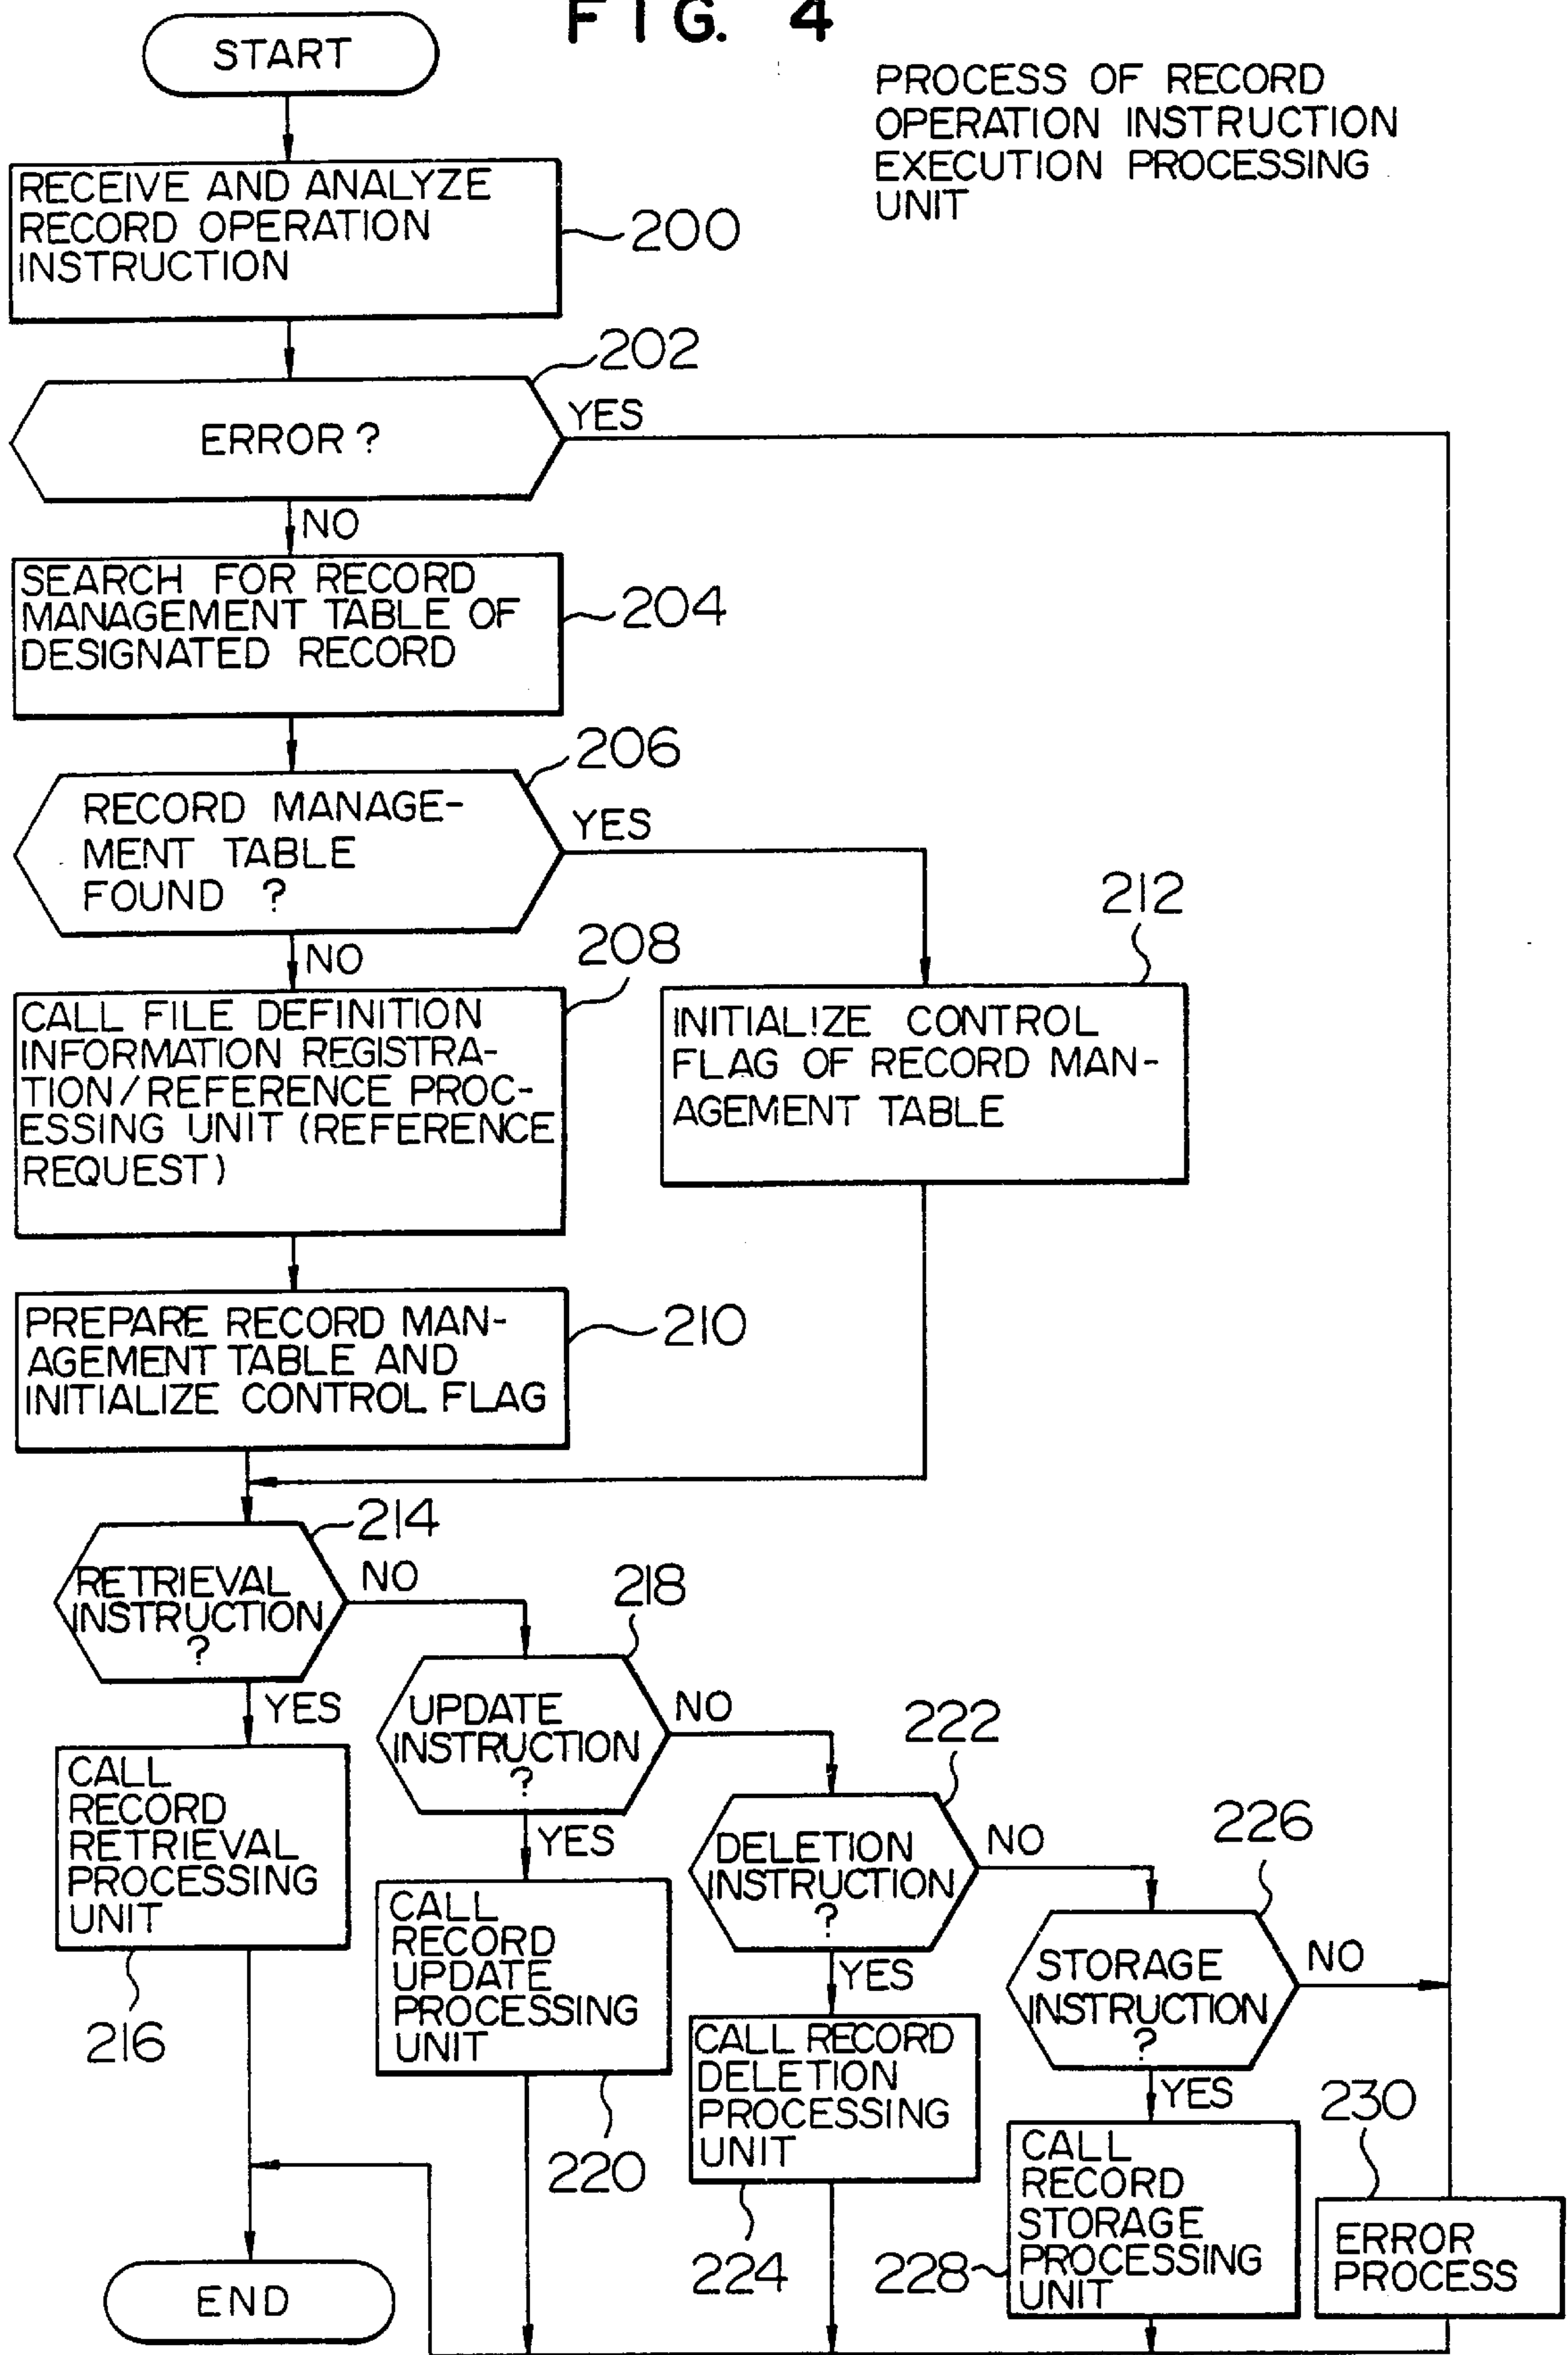 FIG. 4
PROCESS OF RECORD
OPERATION INSTRUCTION
EXECUTION PROCESSING
UNIT
START
RECEIVE AND ANALYZE
RECORD OPERATION
INSTRUCTION
200
202
ERROR ?
YES
NO
SEARCH FOR RECORD
MANAGEMENT TABLE OF
DESIGNATED RECORD
204
206
RECORD MANAGE-
MENT TABLE
FOUND ?
YES
NO
208
CALL FILE DEFINITION
INFORMATION REGISTRA-
TION/REFERENCE PROC-
ESSING UNIT (REFERENCE
REQUEST)
212
INITIALIZE CONTROL
FLAG OF RECORD MAN-
AGEMENT TABLE
PREPARE RECORD MAN-
AGEMENT TABLE AND
INITIALIZE CONTROL FLAG
210
214
RETRIEVAL
INSTRUCTION
?
NO
YES
CALL
RECORD
RETRIEVAL
PROCESSING
UNIT
216
218
UPDATE
INSTRUCTION
?
NO
YES
CALL
RECORD
UPDATE
PROCESSING
UNIT
220
222
DELETION
INSTRUCTION
?
NO
YES
CALL RECORD
DELETION
PROCESSING
UNIT
224
226
STORAGE
INSTRUCTION
?
NO
YES
CALL
RECORD
STORAGE
PROCESSING
UNIT
228
230
ERROR
PROCESS
END